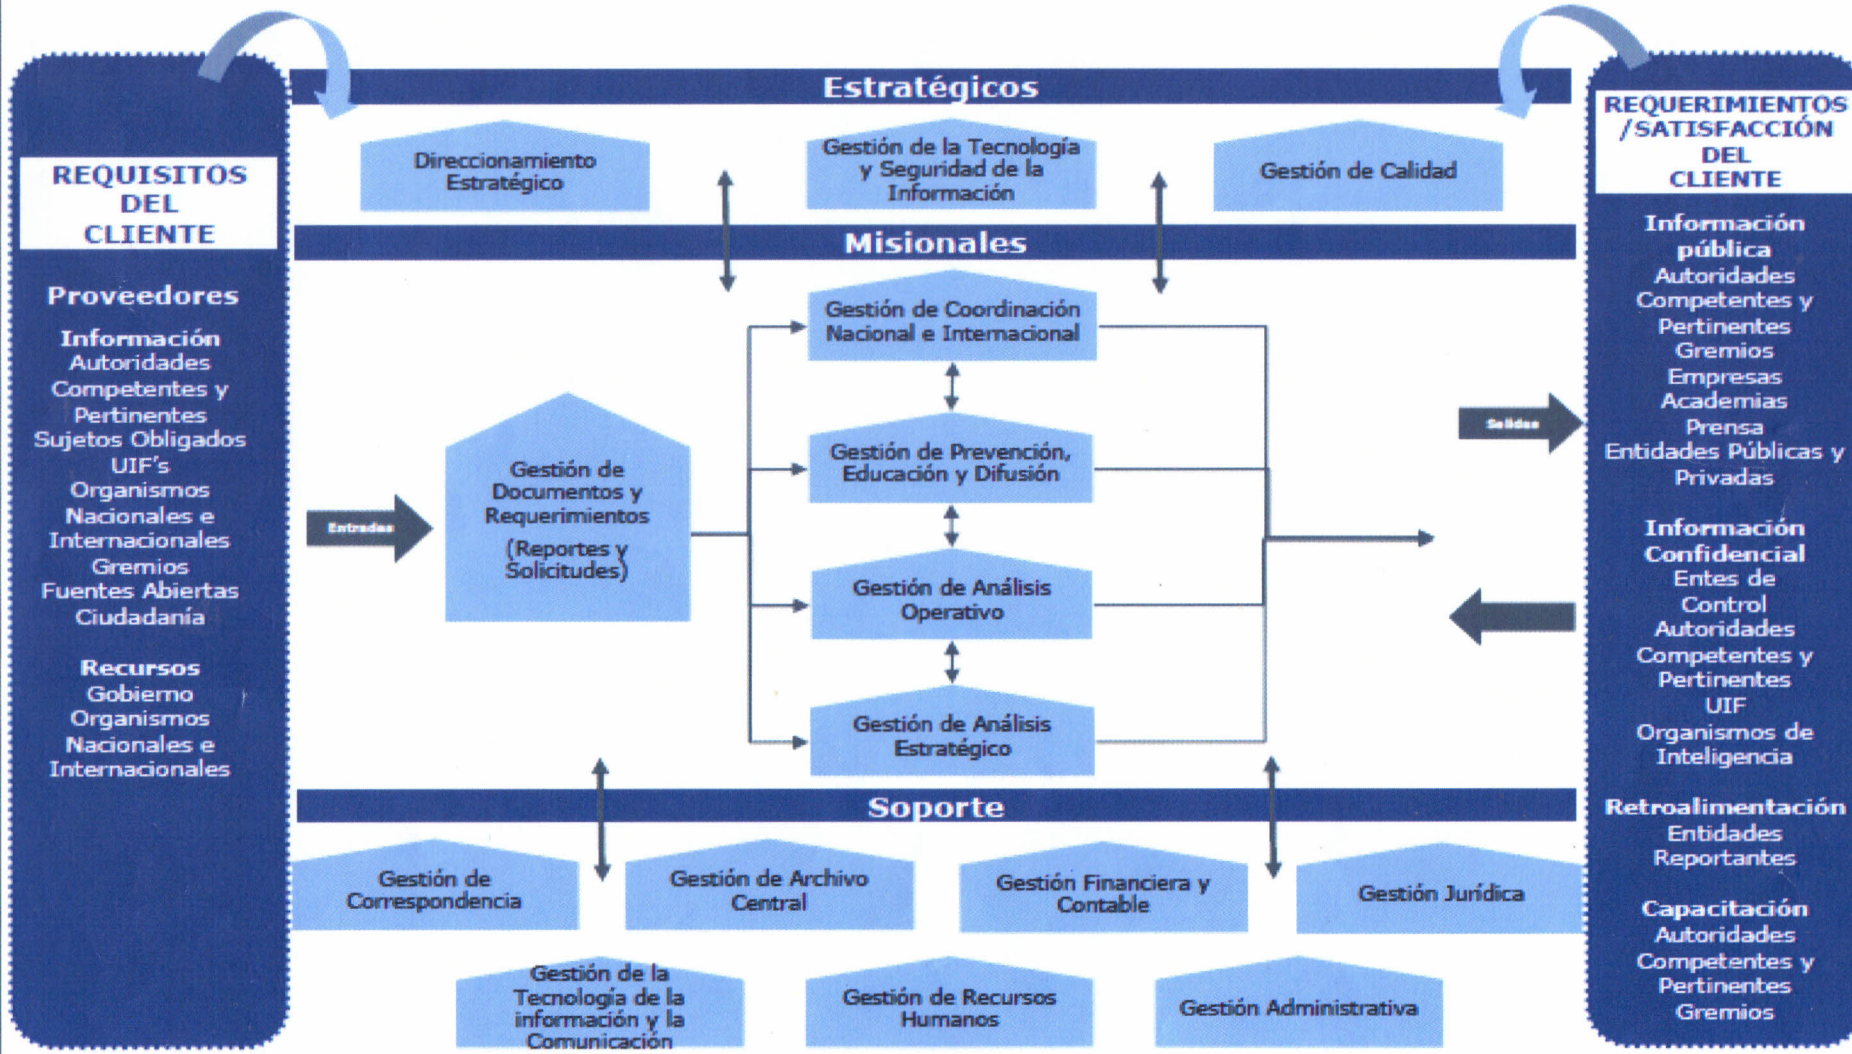 REQUISITOS
DEL
CLIENTE
Proveedores
Información
Autoridades
Competentes y
Pertinentes
Sujetos Obligados
UIF's
Organismos
Nacionales e
Internacionales
Gremios
Fuentes Abiertas
Ciudadanía
Recursos
Gobierno
Organismos
Nacionales e
Internacionales
Estratégicos
Direccionamiento
Estratégico
Gestión de la Tecnología
y Seguridad de la
Información
Gestión de Calidad
Misionales
Entradas
Gestión de
Documentos y
Requerimientos
(Reportes y
Solicitudes)
Gestión de Coordinación
Nacional e Internacional
Gestión de Prevención,
Educación y Difusión
Gestión de Análisis
Operativo
Gestión de Análisis
Estratégico
Salidas
Soporte
Gestión de
Correspondencia
Gestión de Archivo
Central
Gestión Financiera y
Contable
Gestión Jurídica
Gestión de la
Tecnología de la
información y la
Comunicación
Gestión de Recursos
Humanos
Gestión Administrativa
REQUERIMIENTOS
/SATISFACCIÓN
DEL
CLIENTE
Información
pública
Autoridades
Competentes y
Pertinentes
Gremios
Empresas
Academias
Prensa
Entidades Públicas y
Privadas
Información
Confidencial
Entes de
Control
Autoridades
Competentes y
Pertinentes
UIF
Organismos de
Inteligencia
Retroalimentación
Entidades
Reportantes
Capacitación
Autoridades
Competentes y
Pertinentes
Gremios